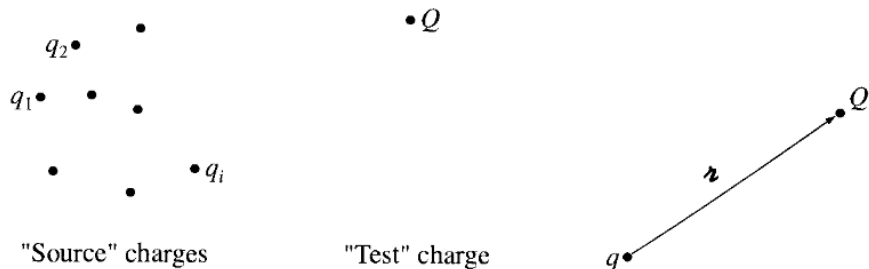 Q
q₂
Q
q₁
𝓇
qᵢ
"Source" charges
"Test" charge
q